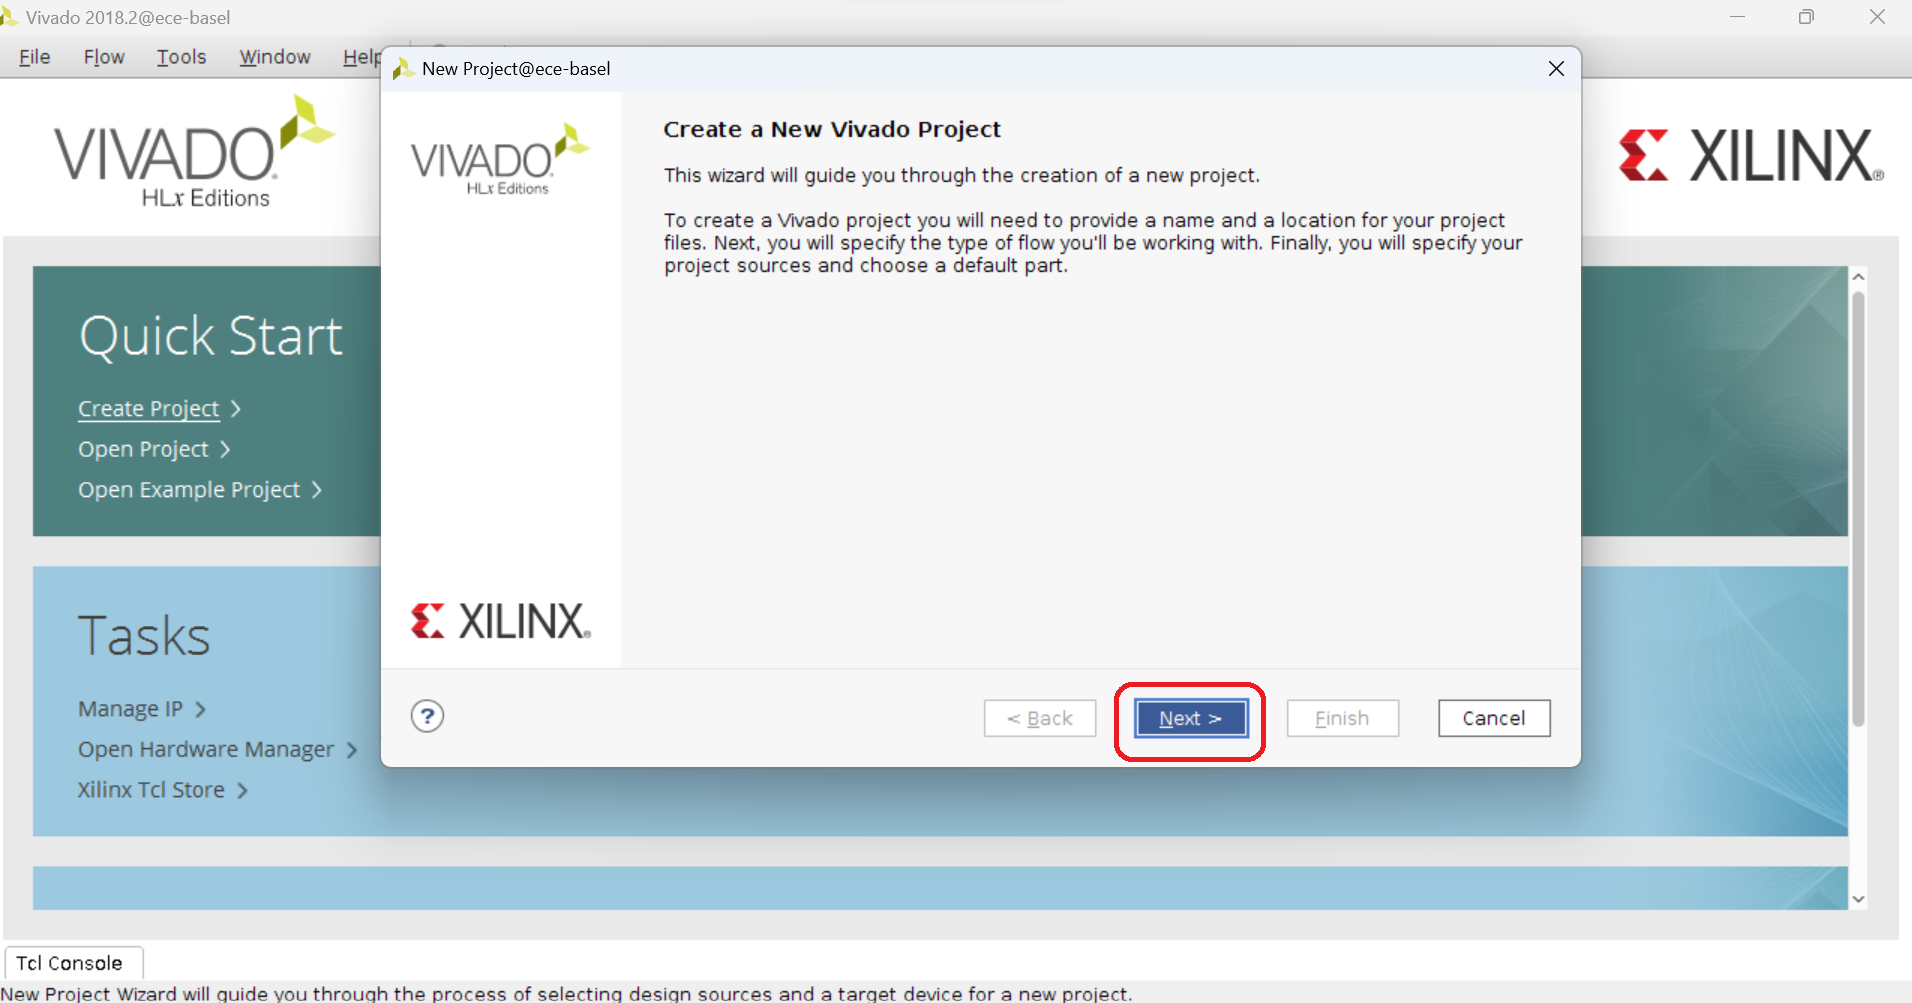 Vivado 2018.2@ece-basel
File Flow Tools Window Help
New Project@ece-basel
VIVADO
HLx Editions
VIVADO
HLx Editions
Create a New Vivado Project
This wizard will guide you through the creation of a new project.
To create a Vivado project you will need to provide a name and a location for your project
files. Next, you will specify the type of flow you'll be working with. Finally, you will specify your
project sources and choose a default part.
XILINX®
Quick Start
Create Project >
Open Project >
Open Example Project >
XILINX®
Tasks
Manage IP >
Open Hardware Manager >
Xilinx Tcl Store >
?
< Back
Next >
Finish
Cancel
Tcl Console
New Project Wizard will guide you through the process of selecting design sources and a target device for a new project.